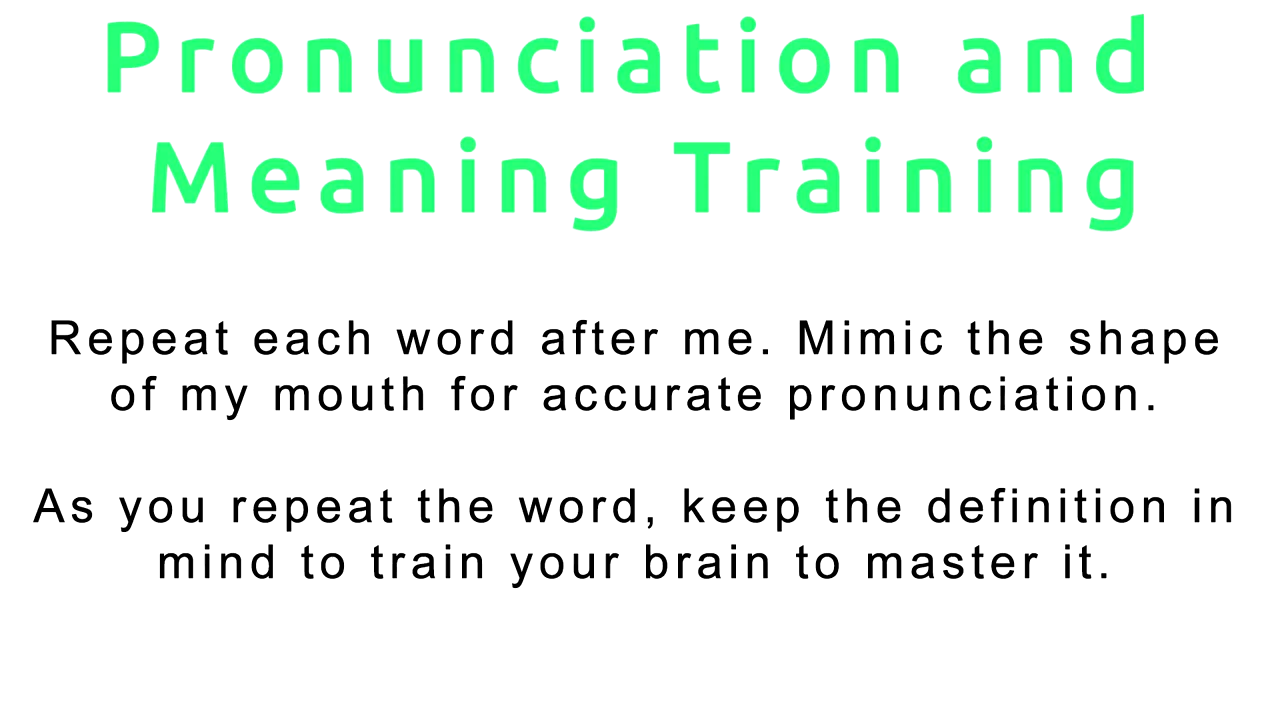 Pronunciation and
Meaning Training
Repeat each word after me. Mimic the shape
of my mouth for accurate pronunciation.
As you repeat the word, keep the definition in
mind to train your brain to master it.